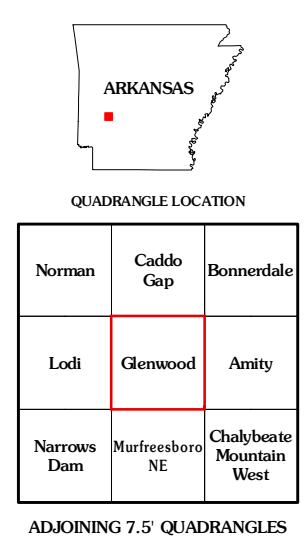 ARKANSAS
QUADRANGLE LOCATION
Norman
Caddo
Gap
Bonnerdale
Lodi
Glenwood
Amity
Narrows
Dam
Murfreesboro
NE
Chalybeate
Mountain
West
ADJOINING 7.5' QUADRANGLES